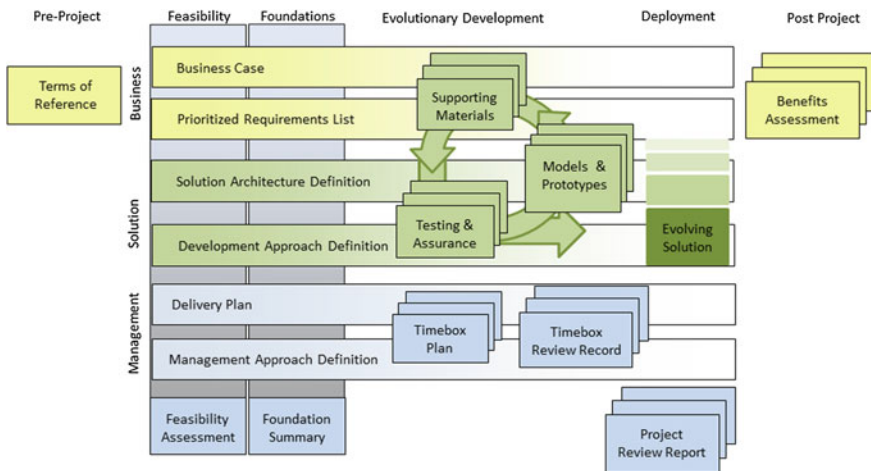 Pre-Project
Feasibility
Foundations
Evolutionary Development
Deployment
Post Project
Business
Terms of
Reference
Business Case
Supporting
Materials
Benefits
Assessment
Prioritized Requirements List
Models &
Prototypes
Solution
Solution Architecture Definition
Testing &
Assurance
Development Approach Definition
Evolving
Solution
Management
Delivery Plan
Timebox
Plan
Timebox
Review Record
Management Approach Definition
Feasibility
Assessment
Foundation
Summary
Project
Review Report